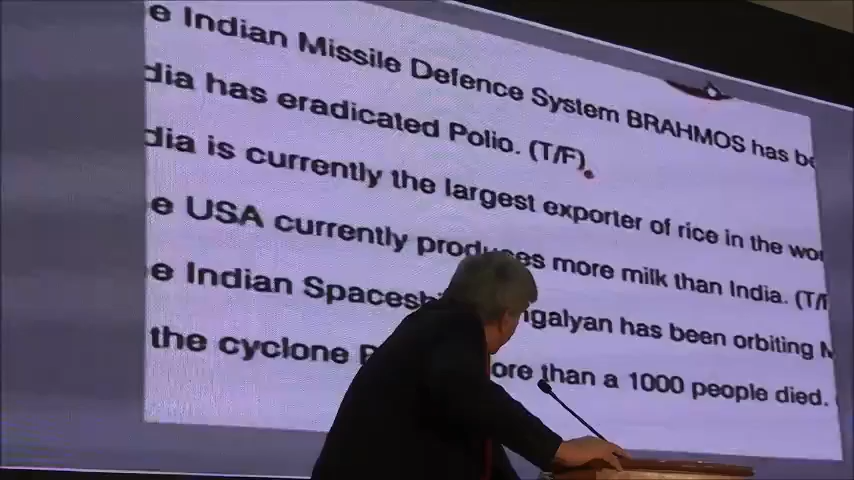 e Indian Missile Defence System BRAHMOS has be
dia has eradicated Polio. (T/F).
dia is currently the largest exporter of rice in the wor
e USA currently produces more milk than India. (T/F
e Indian Spacesh ngalyan has been orbiting M
the cyclone ore than a 1000 people died.